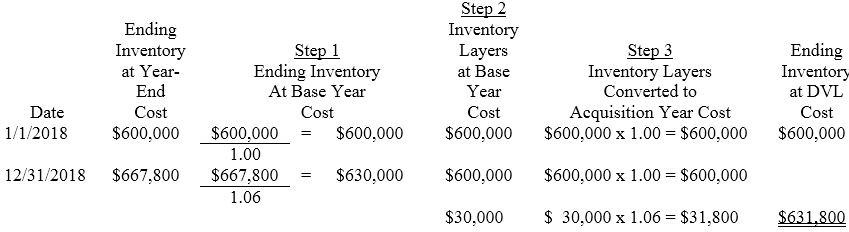 Step 2
Ending Inventory
Inventory Step 1 Layers Step 3 Ending
at Year- Ending Inventory at Base Inventory Layers Inventory
End At Base Year Year Converted to at DVL
Date Cost Cost Cost Acquisition Year Cost Cost
1/1/2018 $600,000 $600,000 = $600,000 $600,000 $600,000 x 1.00 = $600,000 $600,000
1.00
12/31/2018 $667,800 $667,800 = $630,000 $600,000 $600,000 x 1.00 = $600,000
1.06
$30,000 $ 30,000 x 1.06 = $31,800 $631,800